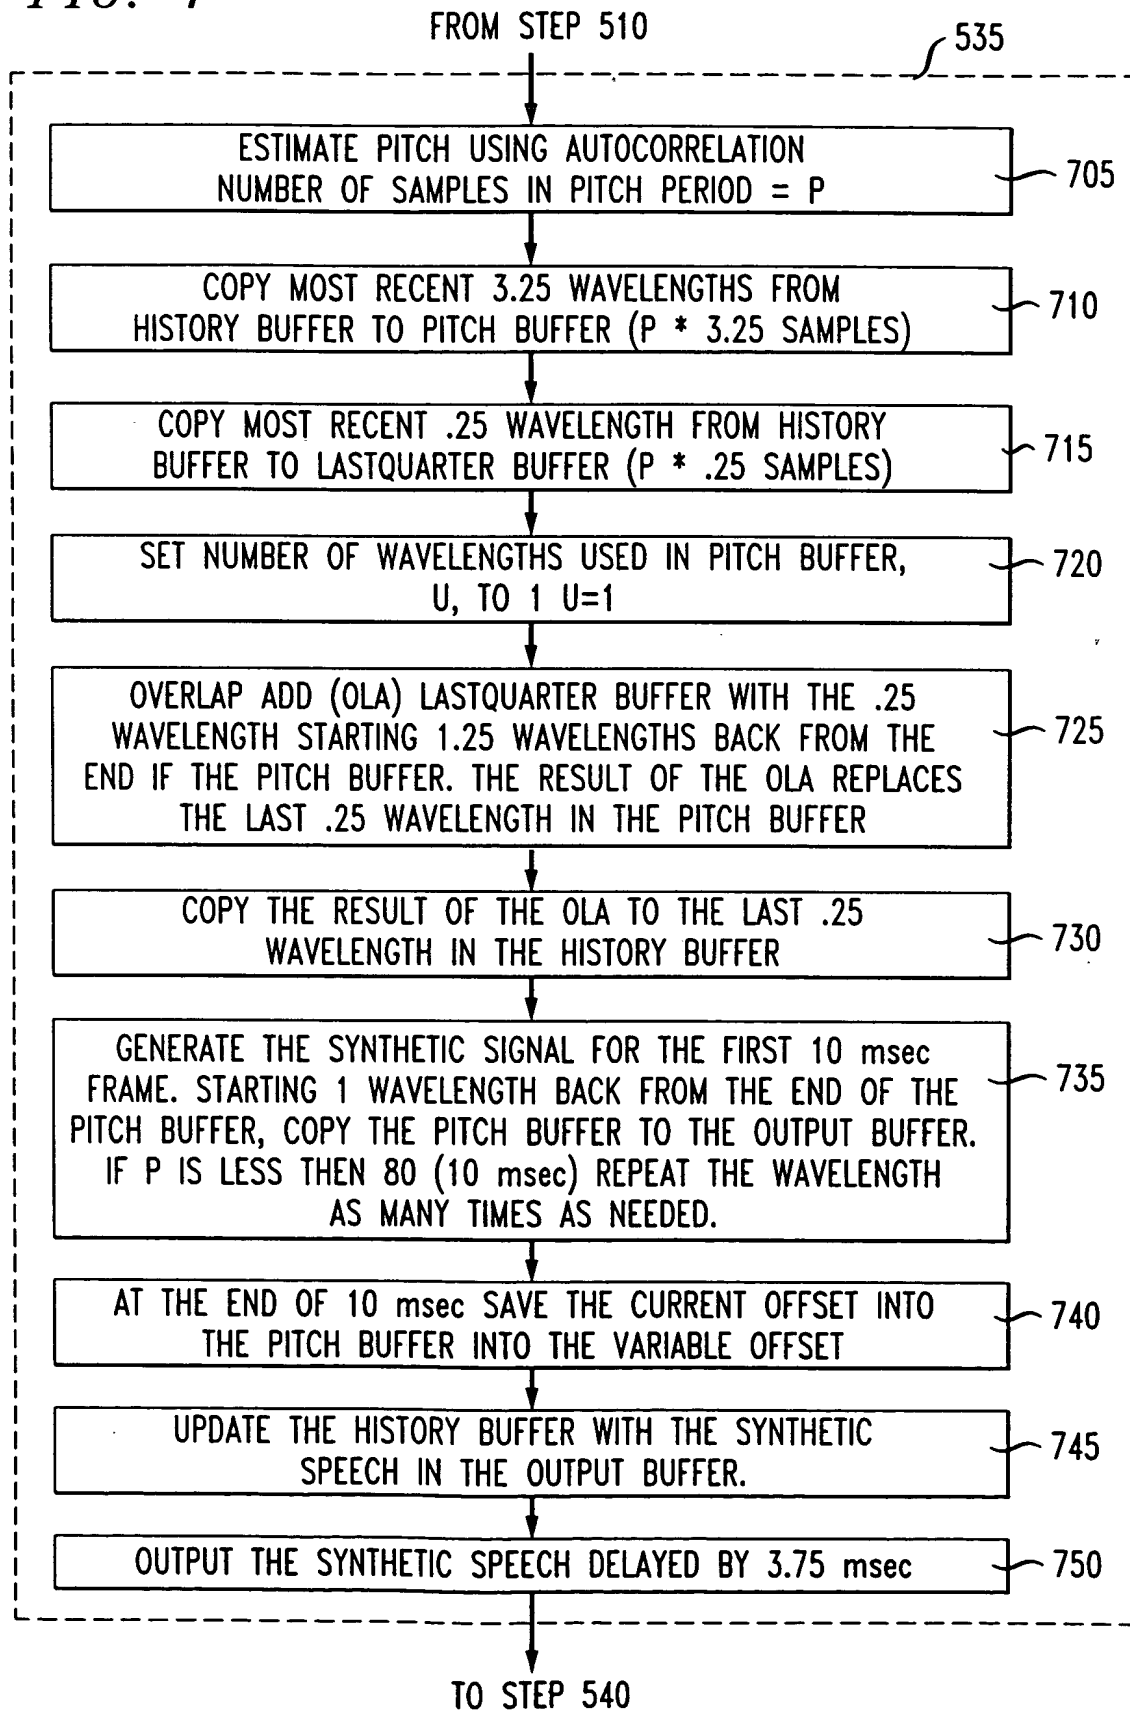 FIG. 7
FROM STEP 510
535
ESTIMATE PITCH USING AUTOCORRELATION
NUMBER OF SAMPLES IN PITCH PERIOD = P
705
COPY MOST RECENT 3.25 WAVELENGTHS FROM
HISTORY BUFFER TO PITCH BUFFER (P * 3.25 SAMPLES)
710
COPY MOST RECENT .25 WAVELENGTH FROM HISTORY
BUFFER TO LASTQUARTER BUFFER (P * .25 SAMPLES)
715
SET NUMBER OF WAVELENGTHS USED IN PITCH BUFFER,
U, TO 1 U=1
720
OVERLAP ADD (OLA) LASTQUARTER BUFFER WITH THE .25
WAVELENGTH STARTING 1.25 WAVELENGTHS BACK FROM THE
END IF THE PITCH BUFFER. THE RESULT OF THE OLA REPLACES
THE LAST .25 WAVELENGTH IN THE PITCH BUFFER
725
COPY THE RESULT OF THE OLA TO THE LAST .25
WAVELENGTH IN THE HISTORY BUFFER
730
GENERATE THE SYNTHETIC SIGNAL FOR THE FIRST 10 msec
FRAME. STARTING 1 WAVELENGTH BACK FROM THE END OF THE
PITCH BUFFER, COPY THE PITCH BUFFER TO THE OUTPUT BUFFER.
IF P IS LESS THEN 80 (10 msec) REPEAT THE WAVELENGTH
AS MANY TIMES AS NEEDED.
735
AT THE END OF 10 msec SAVE THE CURRENT OFFSET INTO
THE PITCH BUFFER INTO THE VARIABLE OFFSET
740
UPDATE THE HISTORY BUFFER WITH THE SYNTHETIC
SPEECH IN THE OUTPUT BUFFER.
745
OUTPUT THE SYNTHETIC SPEECH DELAYED BY 3.75 msec
750
TO STEP 540